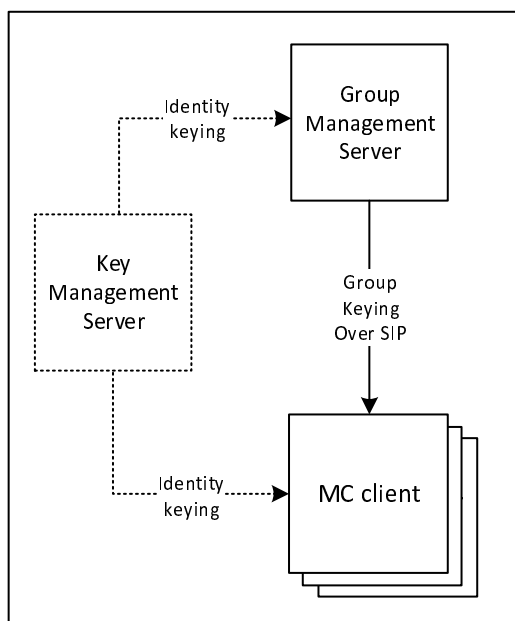 Identity
keying
Group
Management
Server
Key
Management
Server
Group
Keying
Over SIP
Identity
keying
MC client